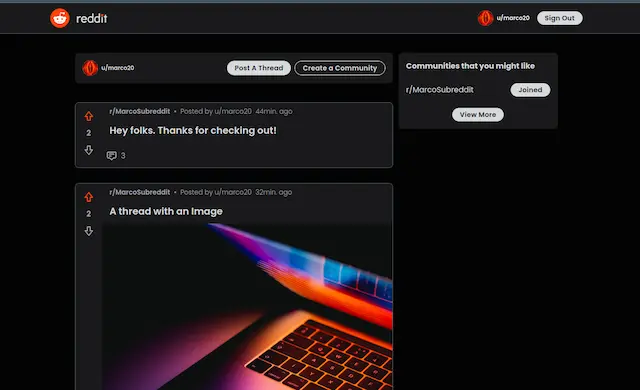 reddit
u/marco20 Sign Out
u/marco20 Post A Thread Create a Community
r/MarcoSubreddit • Posted by u/marco20 44min. ago
2
Hey folks. Thanks for checking out!
3
r/MarcoSubreddit • Posted by u/marco20 32min. ago
2
A thread with an Image
Communities that you might like
r/MarcoSubreddit Joined
View More